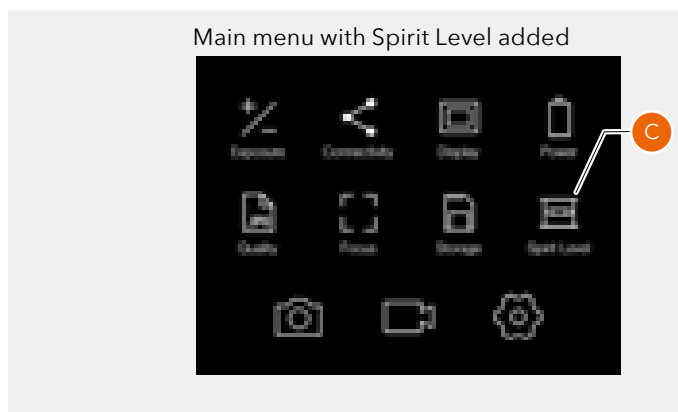 Main menu with Spirit Level added
Exposure Connectivity Display Power
C
Quality Focus Storage Spirit Level